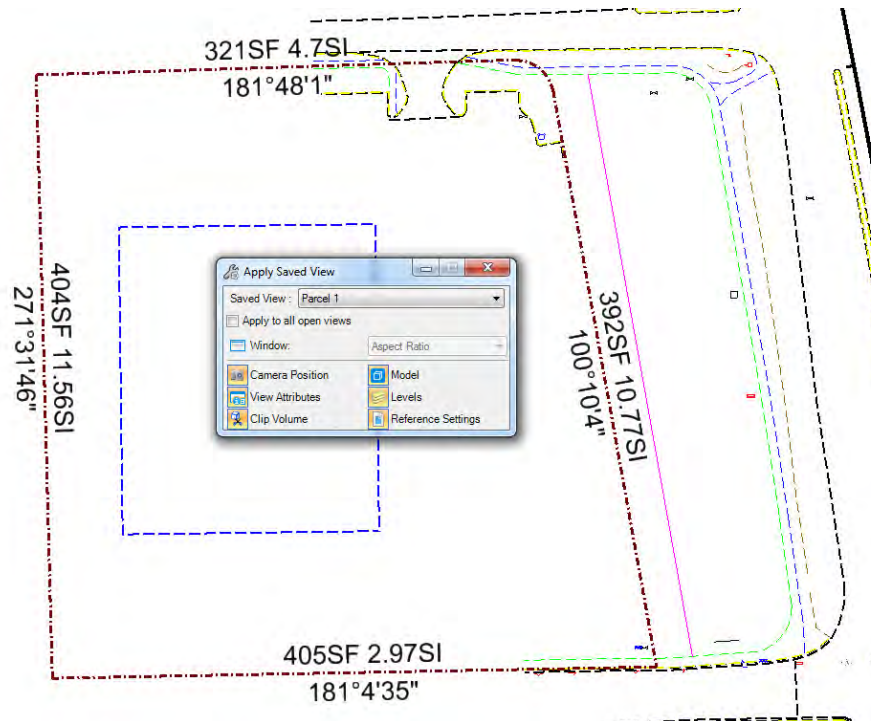 321SF 4.7SI
181°48'1"
404SF 11.56SI
271°31'46"
Apply Saved View
Saved View : Parcel 1
Apply to all open views
Window: Aspect Ratio
Camera Position
Model
View Attributes
Levels
Clip Volume
Reference Settings
392SF 10.77SI
100°10'4"
405SF 2.97SI
181°4'35"